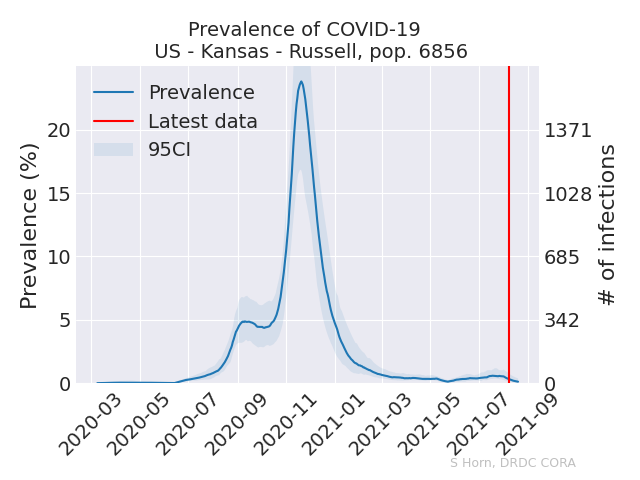 Prevalence of COVID-19
US - Kansas - Russell, pop. 6856
Prevalence
Latest data
95CI
Prevalence (%)
20
15
10
5
0
# of infections
1371
1028
685
342
0
2020-03
2020-05
2020-07
2020-09
2020-11
2021-01
2021-03
2021-05
2021-07
2021-09
S Horn, DRDC CORA